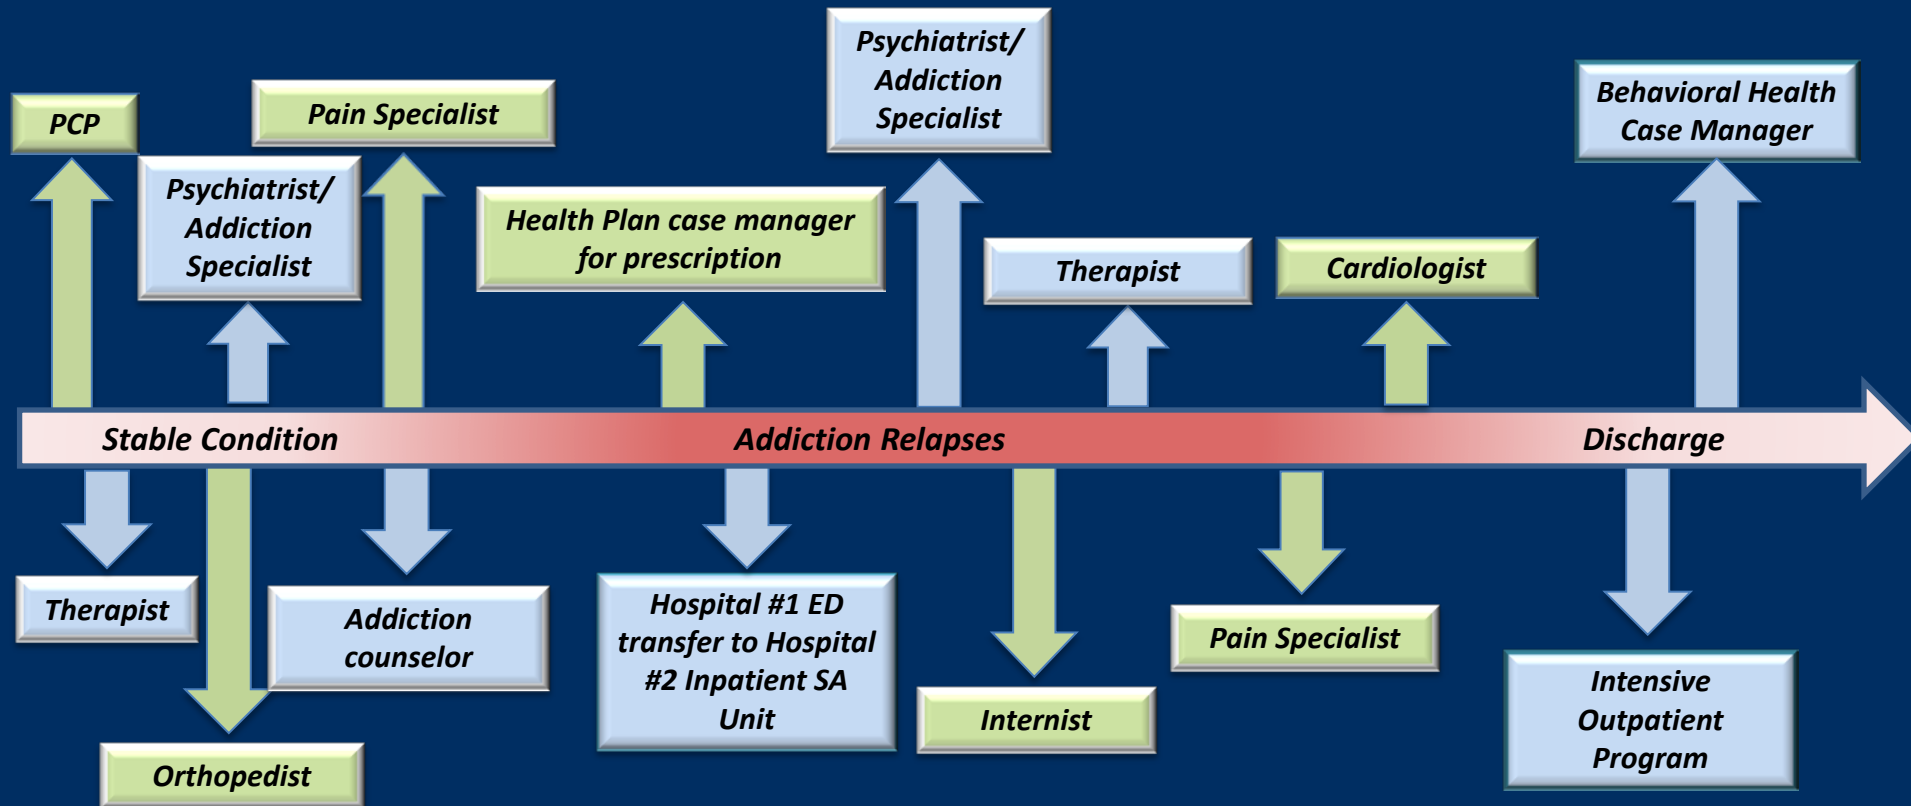 PCP
Pain Specialist
Psychiatrist/
Addiction
Specialist
Health Plan case manager
for prescription
Psychiatrist/
Addiction
Specialist
Therapist
Cardiologist
Behavioral Health
Case Manager
Stable Condition
Addiction Relapses
Discharge
Therapist
Orthopedist
Addiction
counselor
Hospital #1 ED
transfer to Hospital
#2 Inpatient SA
Unit
Internist
Pain Specialist
Intensive
Outpatient
Program